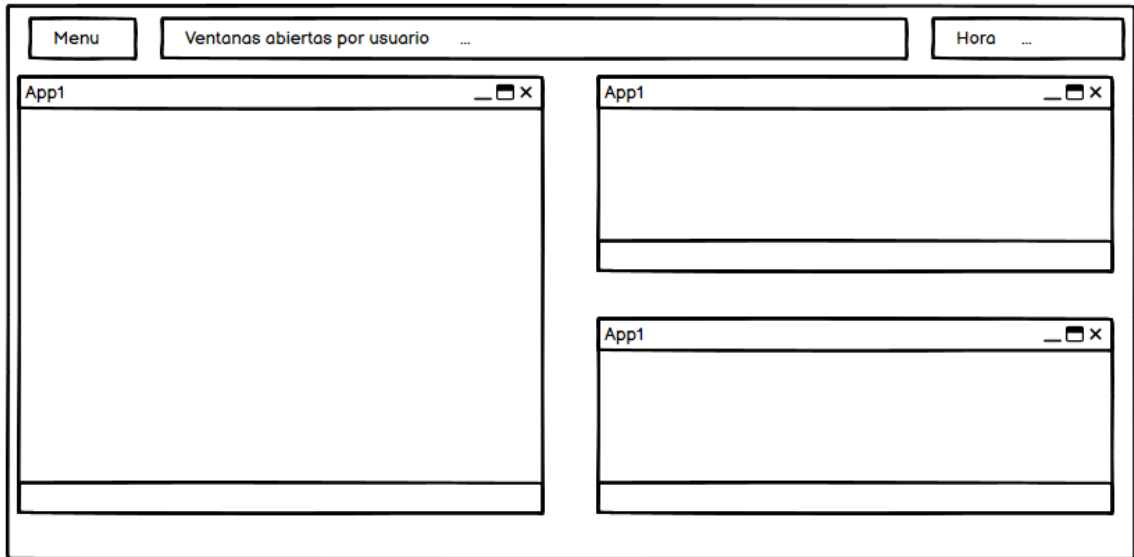 Menu
Ventanas abiertas por usuario ...
Hora ...
App1
App1
App1